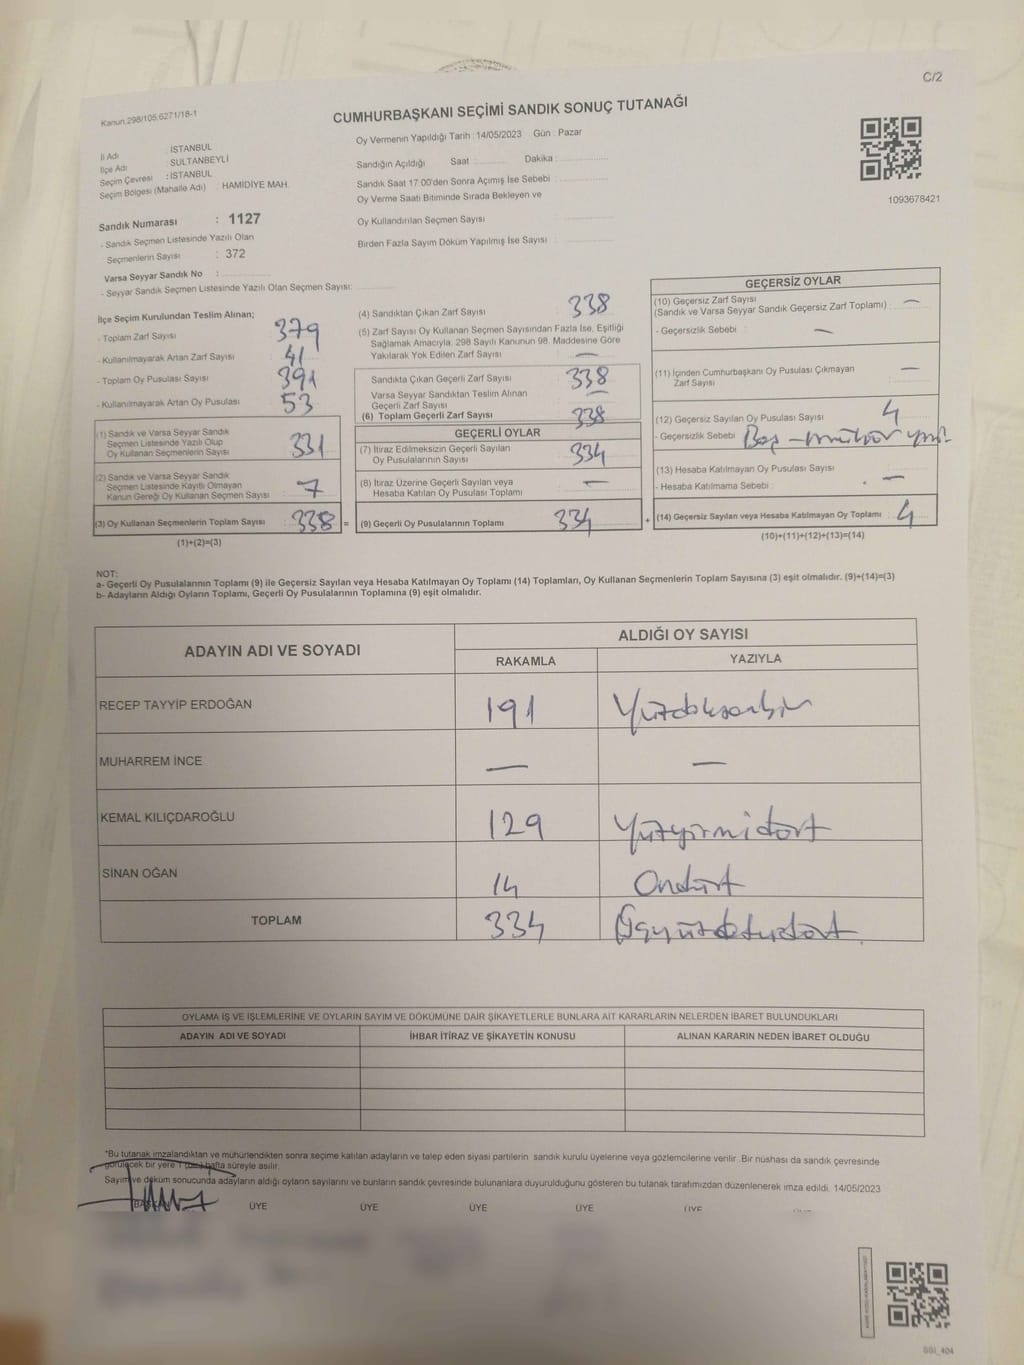 C/2
Kanun.298/105,6271/18-1
CUMHURBAŞKANI SEÇİMİ SANDIK SONUÇ TUTANAĞI
Oy Vermenin Yapıldığı Tarih : 14/05/2023 Gün : Pazar
İl Adı : İSTANBUL
İlçe Adı : SULTANBEYLİ
Seçim Çevresi : İSTANBUL
Seçim Bölgesi (Mahalle Adı) HAMİDİYE MAH.
Sandık Numarası : 1127
- Sandık Seçmen Listesinde Yazılı Olan
Seçmenlerin Sayısı : 372
Varsa Seyyar Sandık No :
- Seyyar Sandık Seçmen Listesinde Yazılı Olan Seçmen Sayısı:
Sandığın Açıldığı Saat : Dakika :
Sandık Saat 17.00'den Sonra Açılmış İse Sebebi :
Oy Verme Saati Bitiminde Sırada Bekleyen ve
Oy Kullandırılan Seçmen Sayısı :
Birden Fazla Sayım Döküm Yapılmış İse Sayısı :
1093678421
İlçe Seçim Kurulundan Teslim Alınan;
- Toplam Zarf Sayısı 379
- Kullanılmayarak Artan Zarf Sayısı 41
- Toplam Oy Pusulası Sayısı 391
- Kullanılmayarak Artan Oy Pusulası 53
(1) Sandık ve Varsa Seyyar Sandık
Seçmen Listesinde Yazılı Olup
Oy Kullanan Seçmenlerin Sayısı 331
(2) Sandık ve Varsa Seyyar Sandık
Seçmen Listesinde Kayıtlı Olmayan
Kanun Gereği Oy Kullanan Seçmen Sayısı 7
(3) Oy Kullanan Seçmenlerin Toplam Sayısı : 338 =
(1)+(2)=(3)
(4) Sandıktan Çıkan Zarf Sayısı 338
(5) Zarf Sayısı Oy Kullanan Seçmen Sayısından Fazla İse, Eşitliği
Sağlamak Amacıyla, 298 Sayılı Kanunun 98. Maddesine Göre
Yakılarak Yok Edilen Zarf Sayısı —
Sandıkta Çıkan Geçerli Zarf Sayısı : 338
Varsa Seyyar Sandıktan Teslim Alınan
Geçerli Zarf Sayısı —
(6) Toplam Geçerli Zarf Sayısı 338
GEÇERLİ OYLAR
(7) İtiraz Edilmeksizin Geçerli Sayılan
Oy Pusulalarının Sayısı 334
(8) İtiraz Üzerine Geçerli Sayılan veya
Hesaba Katılan Oy Pusulası Toplamı —
(9) Geçerli Oy Pusulalarının Toplamı 334 +
GEÇERSİZ OYLAR
(10) Geçersiz Zarf Sayısı
(Sandık ve Varsa Seyyar Sandık Geçersiz Zarf Toplamı) : —
- Geçersizlik Sebebi : —
(11) İçinden Cumhurbaşkanı Oy Pusulası Çıkmayan
Zarf Sayısı : —
(12) Geçersiz Sayılan Oy Pusulası Sayısı : 4
- Geçersizlik Sebebi : Boş -
(13) Hesaba Katılmayan Oy Pusulası Sayısı
- Hesaba Katılmama Sebebi : —
(14) Geçersiz Sayılan veya Hesaba Katılmayan Oy Toplamı : 4
(10)+(11)+(12)+(13)=(14)
NOT:
a- Geçerli Oy Pusulalarının Toplamı (9) ile Geçersiz Sayılan veya Hesaba Katılmayan Oy Toplamı (14) Toplamları, Oy Kullanan Seçmenlerin Toplam Sayısına (3) eşit olmalıdır. (9)+(14)=(3)
b- Adayların Aldığı Oyların Toplamı, Geçerli Oy Pusulalarının Toplamına (9) eşit olmalıdır.
ADAYIN ADI VE SOYADI ALDIĞI OY SAYISI
RAKAMLA YAZIYLA
RECEP TAYYİP ERDOĞAN 191 Yüzdoksanbir
MUHARREM İNCE — —
KEMAL KILIÇDAROĞLU 129 Yüzyirmidört
SİNAN OĞAN 14 Ondört
TOPLAM 334 Üçyüzotuzdört
OYLAMA İŞ VE İŞLEMLERİNE VE OYLARIN SAYIM VE DÖKÜMÜNE DAİR ŞİKAYETLERLE BUNLARA AİT KARARLARIN NELERDEN İBARET BULUNDUKLARI
ADAYIN ADI VE SOYADI İHBAR İTİRAZ VE ŞİKAYETİN KONUSU ALINAN KARARIN NEDEN İBARET OLDUĞU
*Bu tutanak imzalandıktan ve mühürlendikten sonra seçime katılan adayların ve talep eden siyasi partilerin sandık kurulu üyelerine veya gözlemcilerine verilir. Bir nüshası da sandık çevresinde
görülecek bir yere 1 hafta süreyle asılır.
Sayım ve döküm sonucunda adayların aldığı oyların sayılarını ve bunların sandık çevresinde bulunanlara duyurulduğunu gösteren bu tutanak tarafımızdan düzenlenerek imza edildi. 14/05/2023
BAŞKAN ÜYE ÜYE ÜYE ÜYE ÜYE
SSİ_404